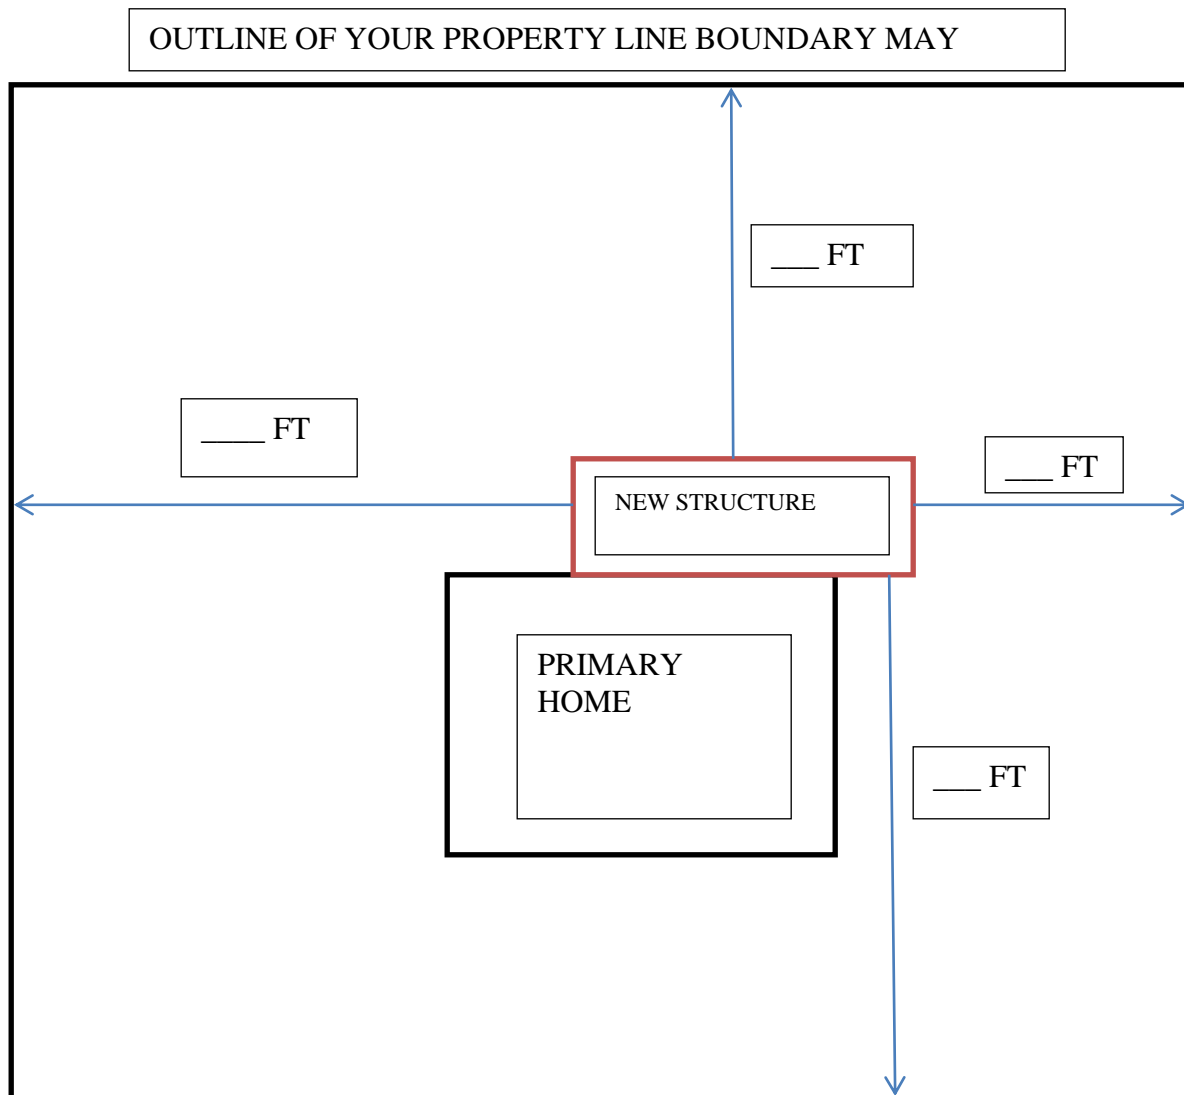 OUTLINE OF YOUR PROPERTY LINE BOUNDARY MAY
___ FT
____ FT
___ FT
NEW STRUCTURE
PRIMARY
HOME
___ FT